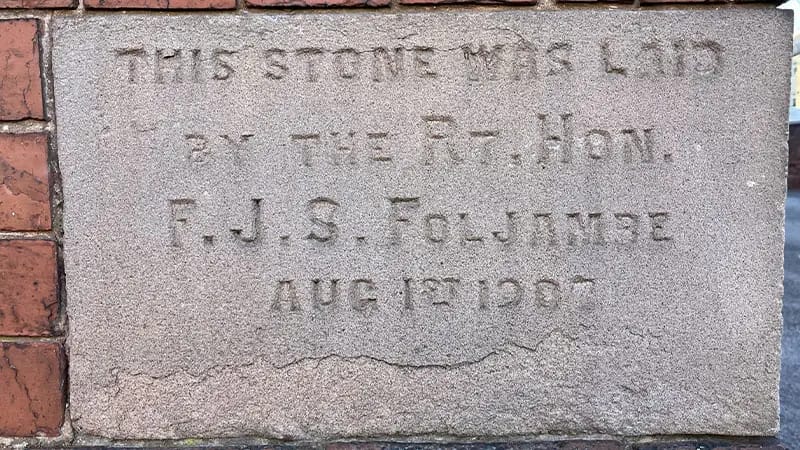 THIS STONE WAS LAID
BY THE RT. HON.
F.J.S. FOLJAMBE
AUG 1ST 1907